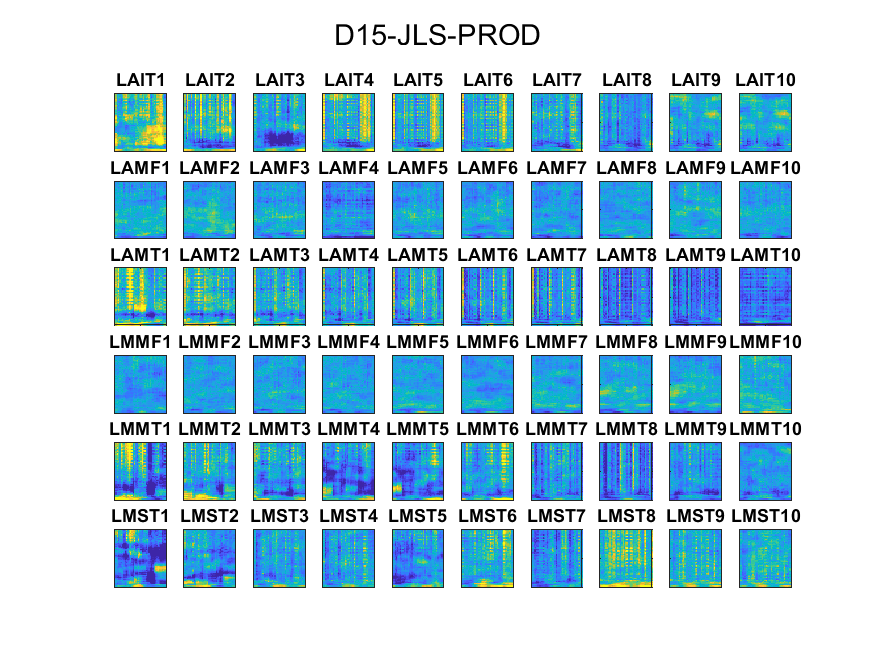 D15-JLS-PROD
LAIT1 LAIT2 LAIT3 LAIT4 LAIT5 LAIT6 LAIT7 LAIT8 LAIT9 LAIT10
LAMF1 LAMF2 LAMF3 LAMF4 LAMF5 LAMF6 LAMF7 LAMF8 LAMF9 LAMF10
LAMT1 LAMT2 LAMT3 LAMT4 LAMT5 LAMT6 LAMT7 LAMT8 LAMT9 LAMT10
LMMF1 LMMF2 LMMF3 LMMF4 LMMF5 LMMF6 LMMF7 LMMF8 LMMF9 LMMF10
LMMT1 LMMT2 LMMT3 LMMT4 LMMT5 LMMT6 LMMT7 LMMT8 LMMT9 LMMT10
LMST1 LMST2 LMST3 LMST4 LMST5 LMST6 LMST7 LMST8 LMST9 LMST10